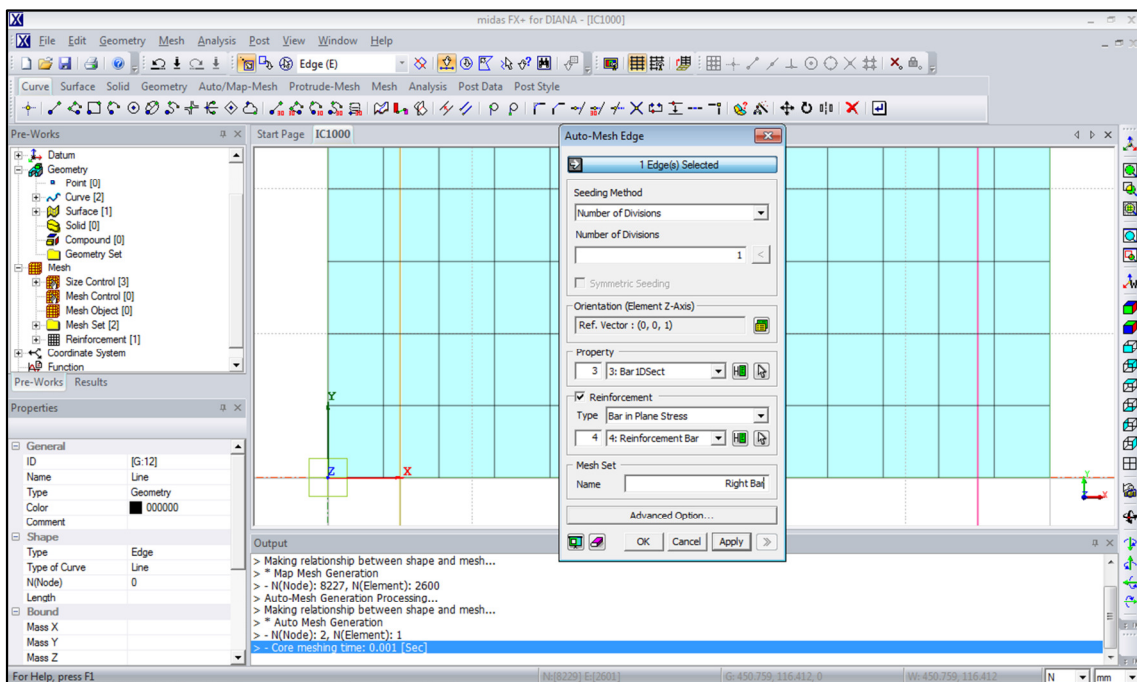 midas FX+ for DIANA - [IC1000]
File Edit Geometry Mesh Analysis Post View Window Help
Edge (E)
Curve Surface Solid Geometry Auto/Map-Mesh Protrude-Mesh Mesh Analysis Post Data Post Style
Pre-Works
Start Page IC1000
Datum
Geometry
Point [0]
Curve [2]
Surface [1]
Solid [0]
Compound [0]
Geometry Set
Mesh
Size Control [3]
Mesh Control [0]
Mesh Object [0]
Mesh Set [2]
Reinforcement [1]
Coordinate System
Function
Pre-Works Results
Properties
General
ID [G:12]
Name Line
Type Geometry
Color 000000
Comment
Shape
Type Edge
Type of Curve Line
N(Node) 0
Length
Bound
Mass X
Mass Y
Mass Z
Y
Z X
Y
X
Auto-Mesh Edge
1 Edge(s) Selected
Seeding Method
Number of Divisions
Number of Divisions
1 <
Symmetric Seeding
Orientation (Element Z-Axis)
Ref. Vector : (0, 0, 1)
Property
3 3: Bar 1DSect
Reinforcement
Type Bar in Plane Stress
4 4: Reinforcement Bar
Mesh Set
Name Right Bar
Advanced Option...
OK Cancel Apply
Output
> Making relationship between shape and mesh...
> * Map Mesh Generation
> - N(Node): 8227, N(Element): 2600
> Auto-Mesh Generation Processing...
> Making relationship between shape and mesh...
> * Auto Mesh Generation
> - N(Node): 2, N(Element): 1
> - Core meshing time: 0.001 [Sec]
For Help, press F1
N:[8229] E:[2601] G: 450.759, 116.412, 0 W: 450.759, 116.412 N mm